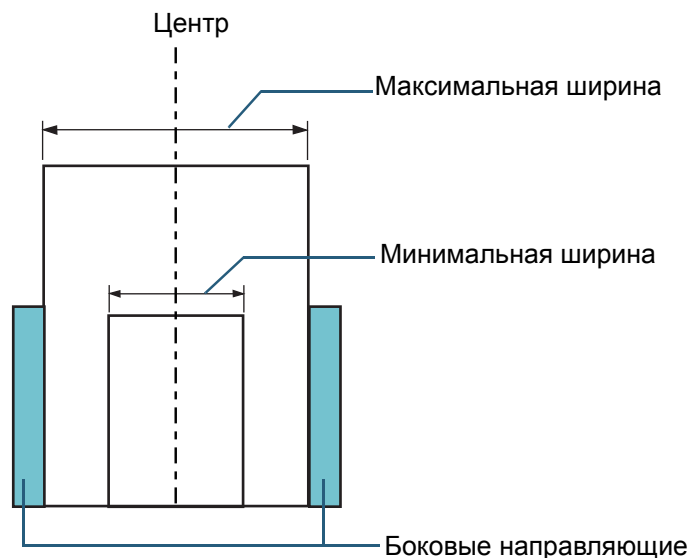 Центр
Максимальная ширина
Минимальная ширина
Боковые направляющие